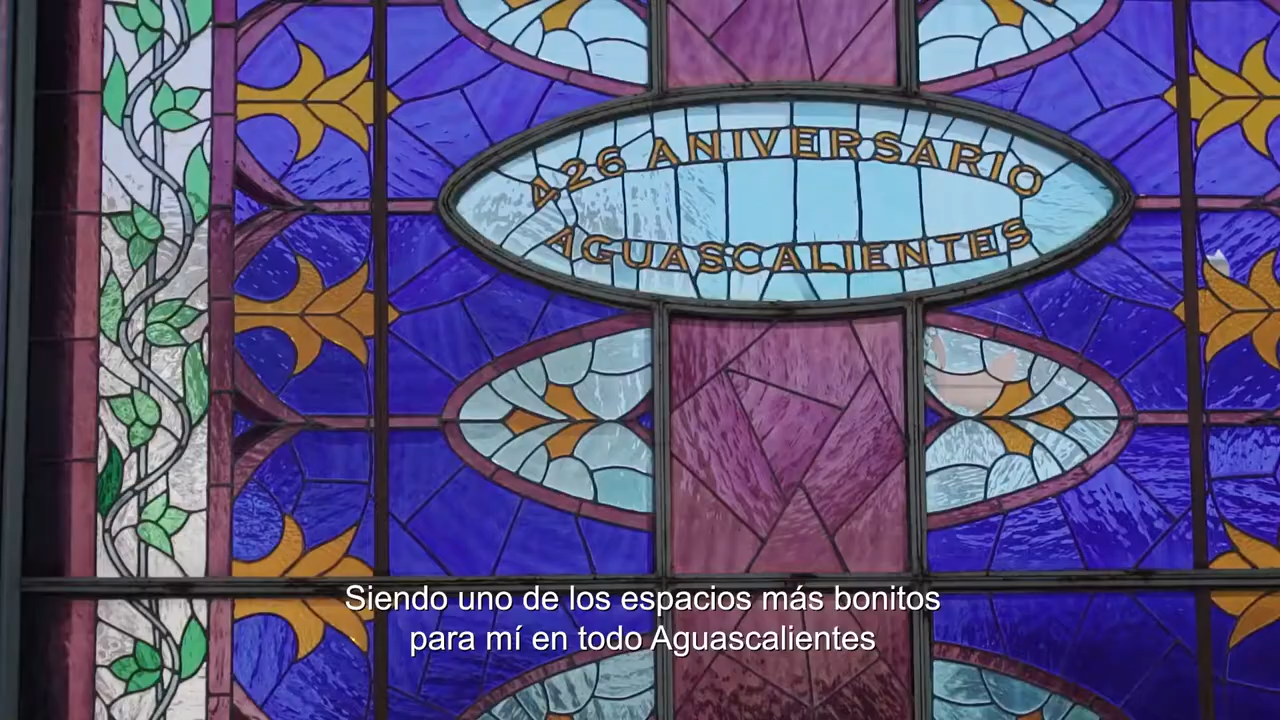 426 ANIVERSARIO
AGUASCALIENTES
Siendo uno de los espacios más bonitos
para mí en todo Aguascalientes